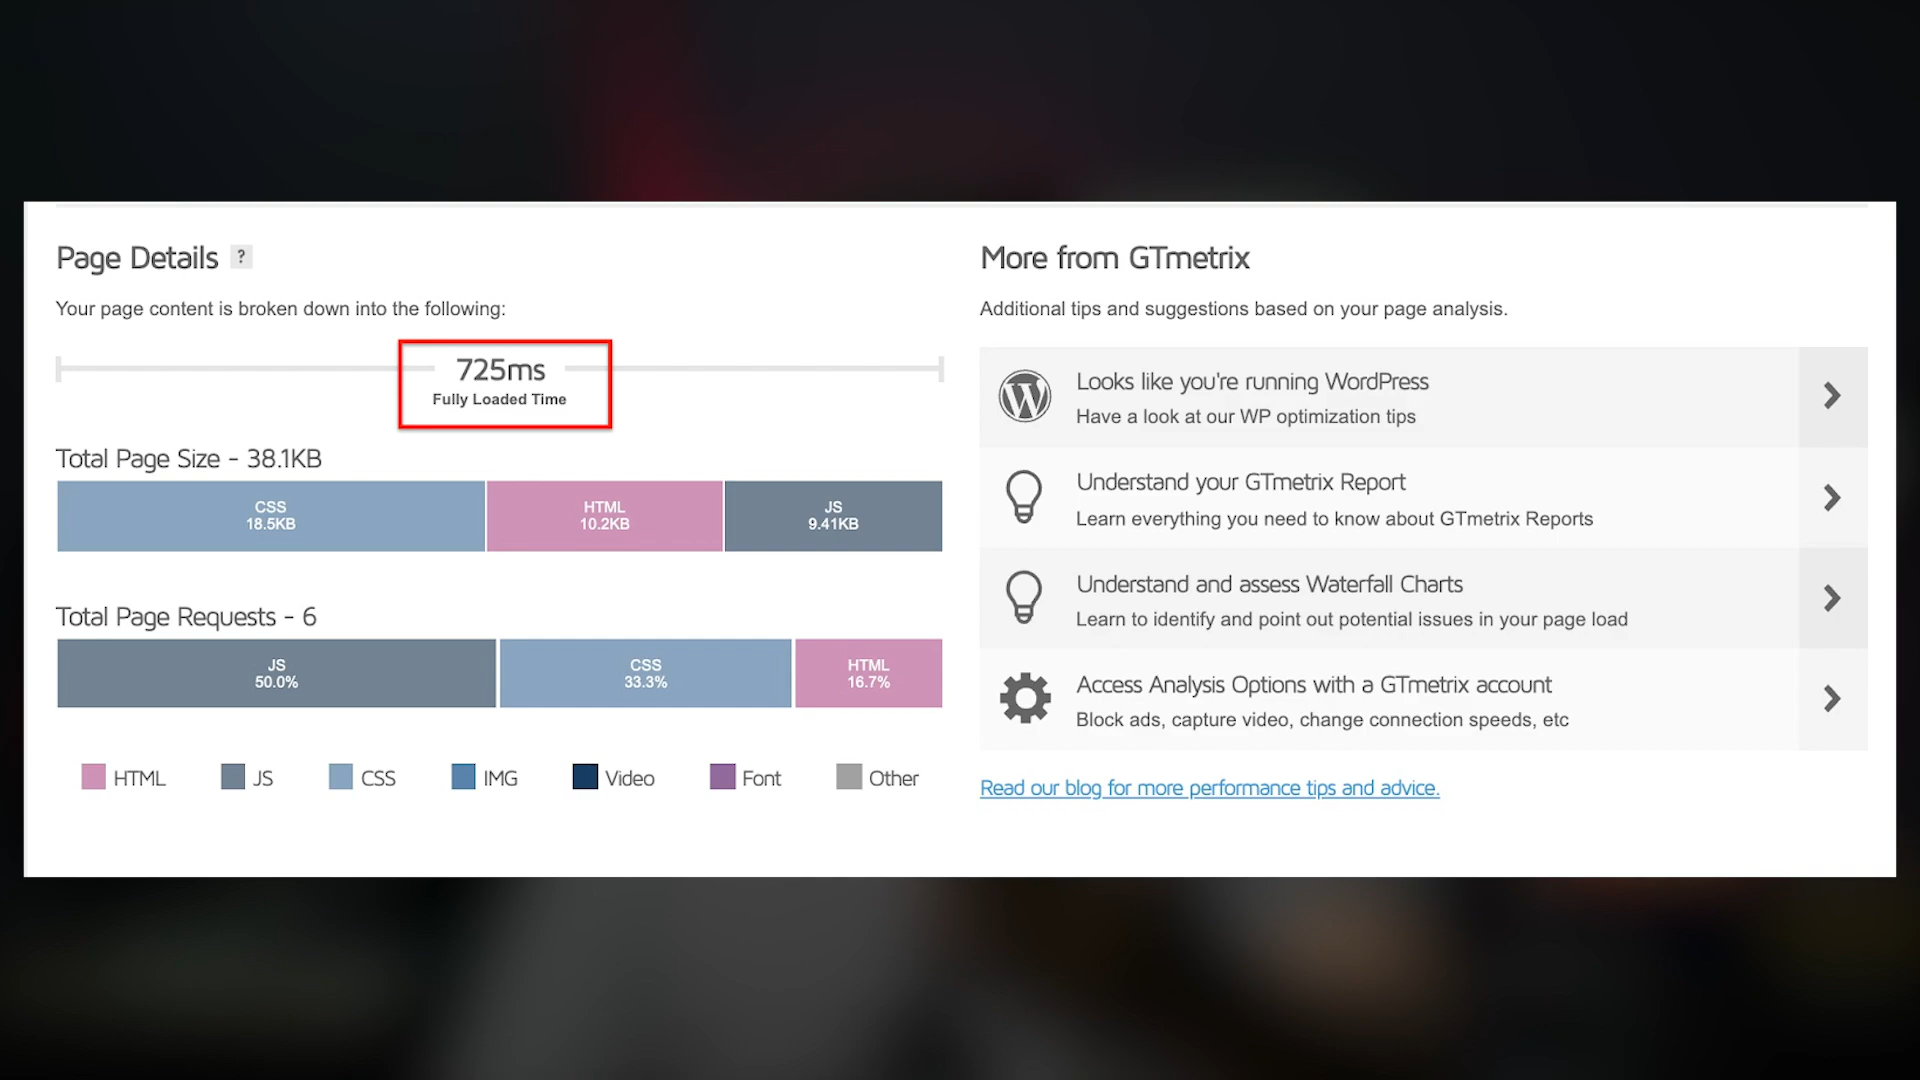 Page Details ?
Your page content is broken down into the following:
725ms
Fully Loaded Time
Total Page Size - 38.1KB
CSS
18.5KB
HTML
10.2KB
JS
9.41KB
Total Page Requests - 6
JS
50.0%
CSS
33.3%
HTML
16.7%
HTML
JS
CSS
IMG
Video
Font
Other
More from GTmetrix
Additional tips and suggestions based on your page analysis.
Looks like you're running WordPress
Have a look at our WP optimization tips
Understand your GTmetrix Report
Learn everything you need to know about GTmetrix Reports
Understand and assess Waterfall Charts
Learn to identify and point out potential issues in your page load
Access Analysis Options with a GTmetrix account
Block ads, capture video, change connection speeds, etc
Read our blog for more performance tips and advice.